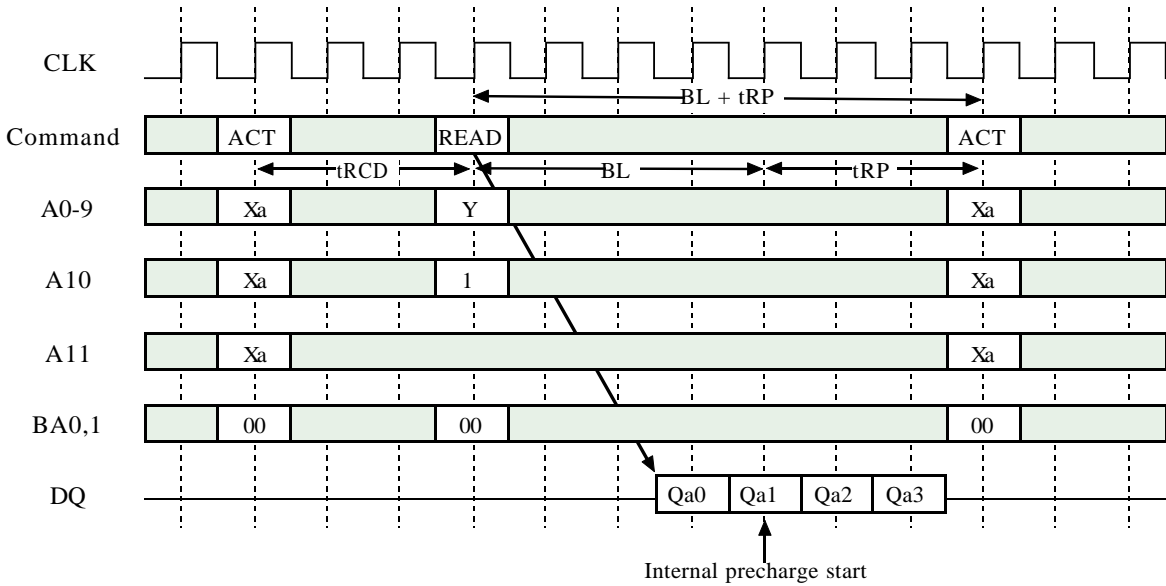 CLK
BL + tRP
Command ACT READ ACT
tRCD BL tRP
A0-9 Xa Y Xa
A10 Xa 1 Xa
A11 Xa Xa
BA0,1 00 00 00
DQ Qa0 Qa1 Qa2 Qa3
Internal precharge start